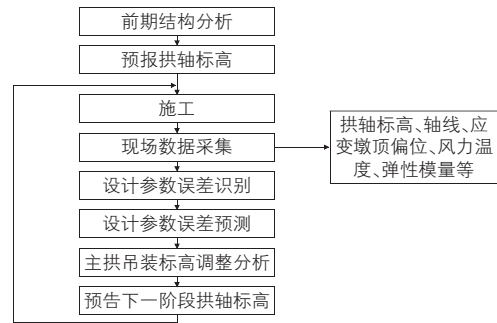 前期结构分析
预报拱轴标高
施工
现场数据采集
拱轴标高、轴线、应
变墩顶偏位、风力温
度、弹性模量等
设计参数误差识别
设计参数误差预测
主拱吊装标高调整分析
预告下一阶段拱轴标高